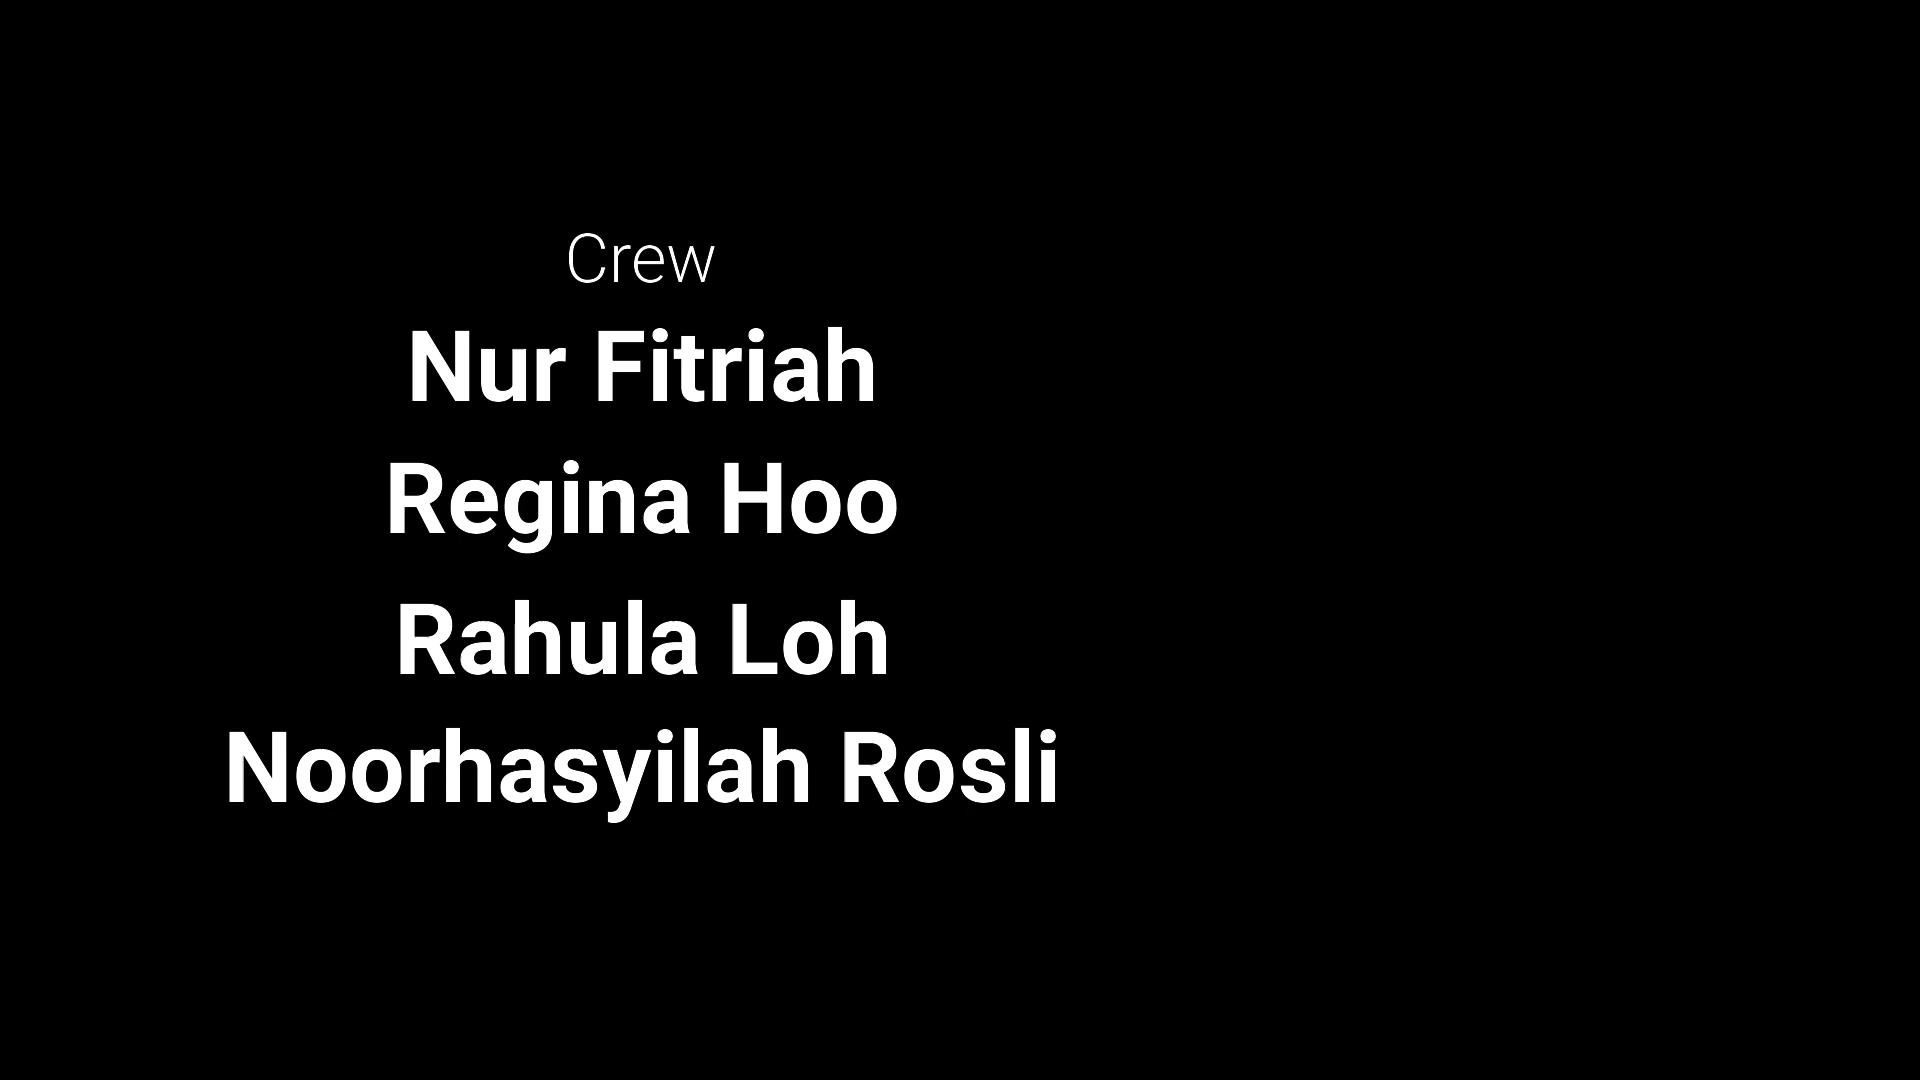 Crew
Nur Fitriah
Regina Hoo
Rahula Loh
Noorhasyilah Rosli